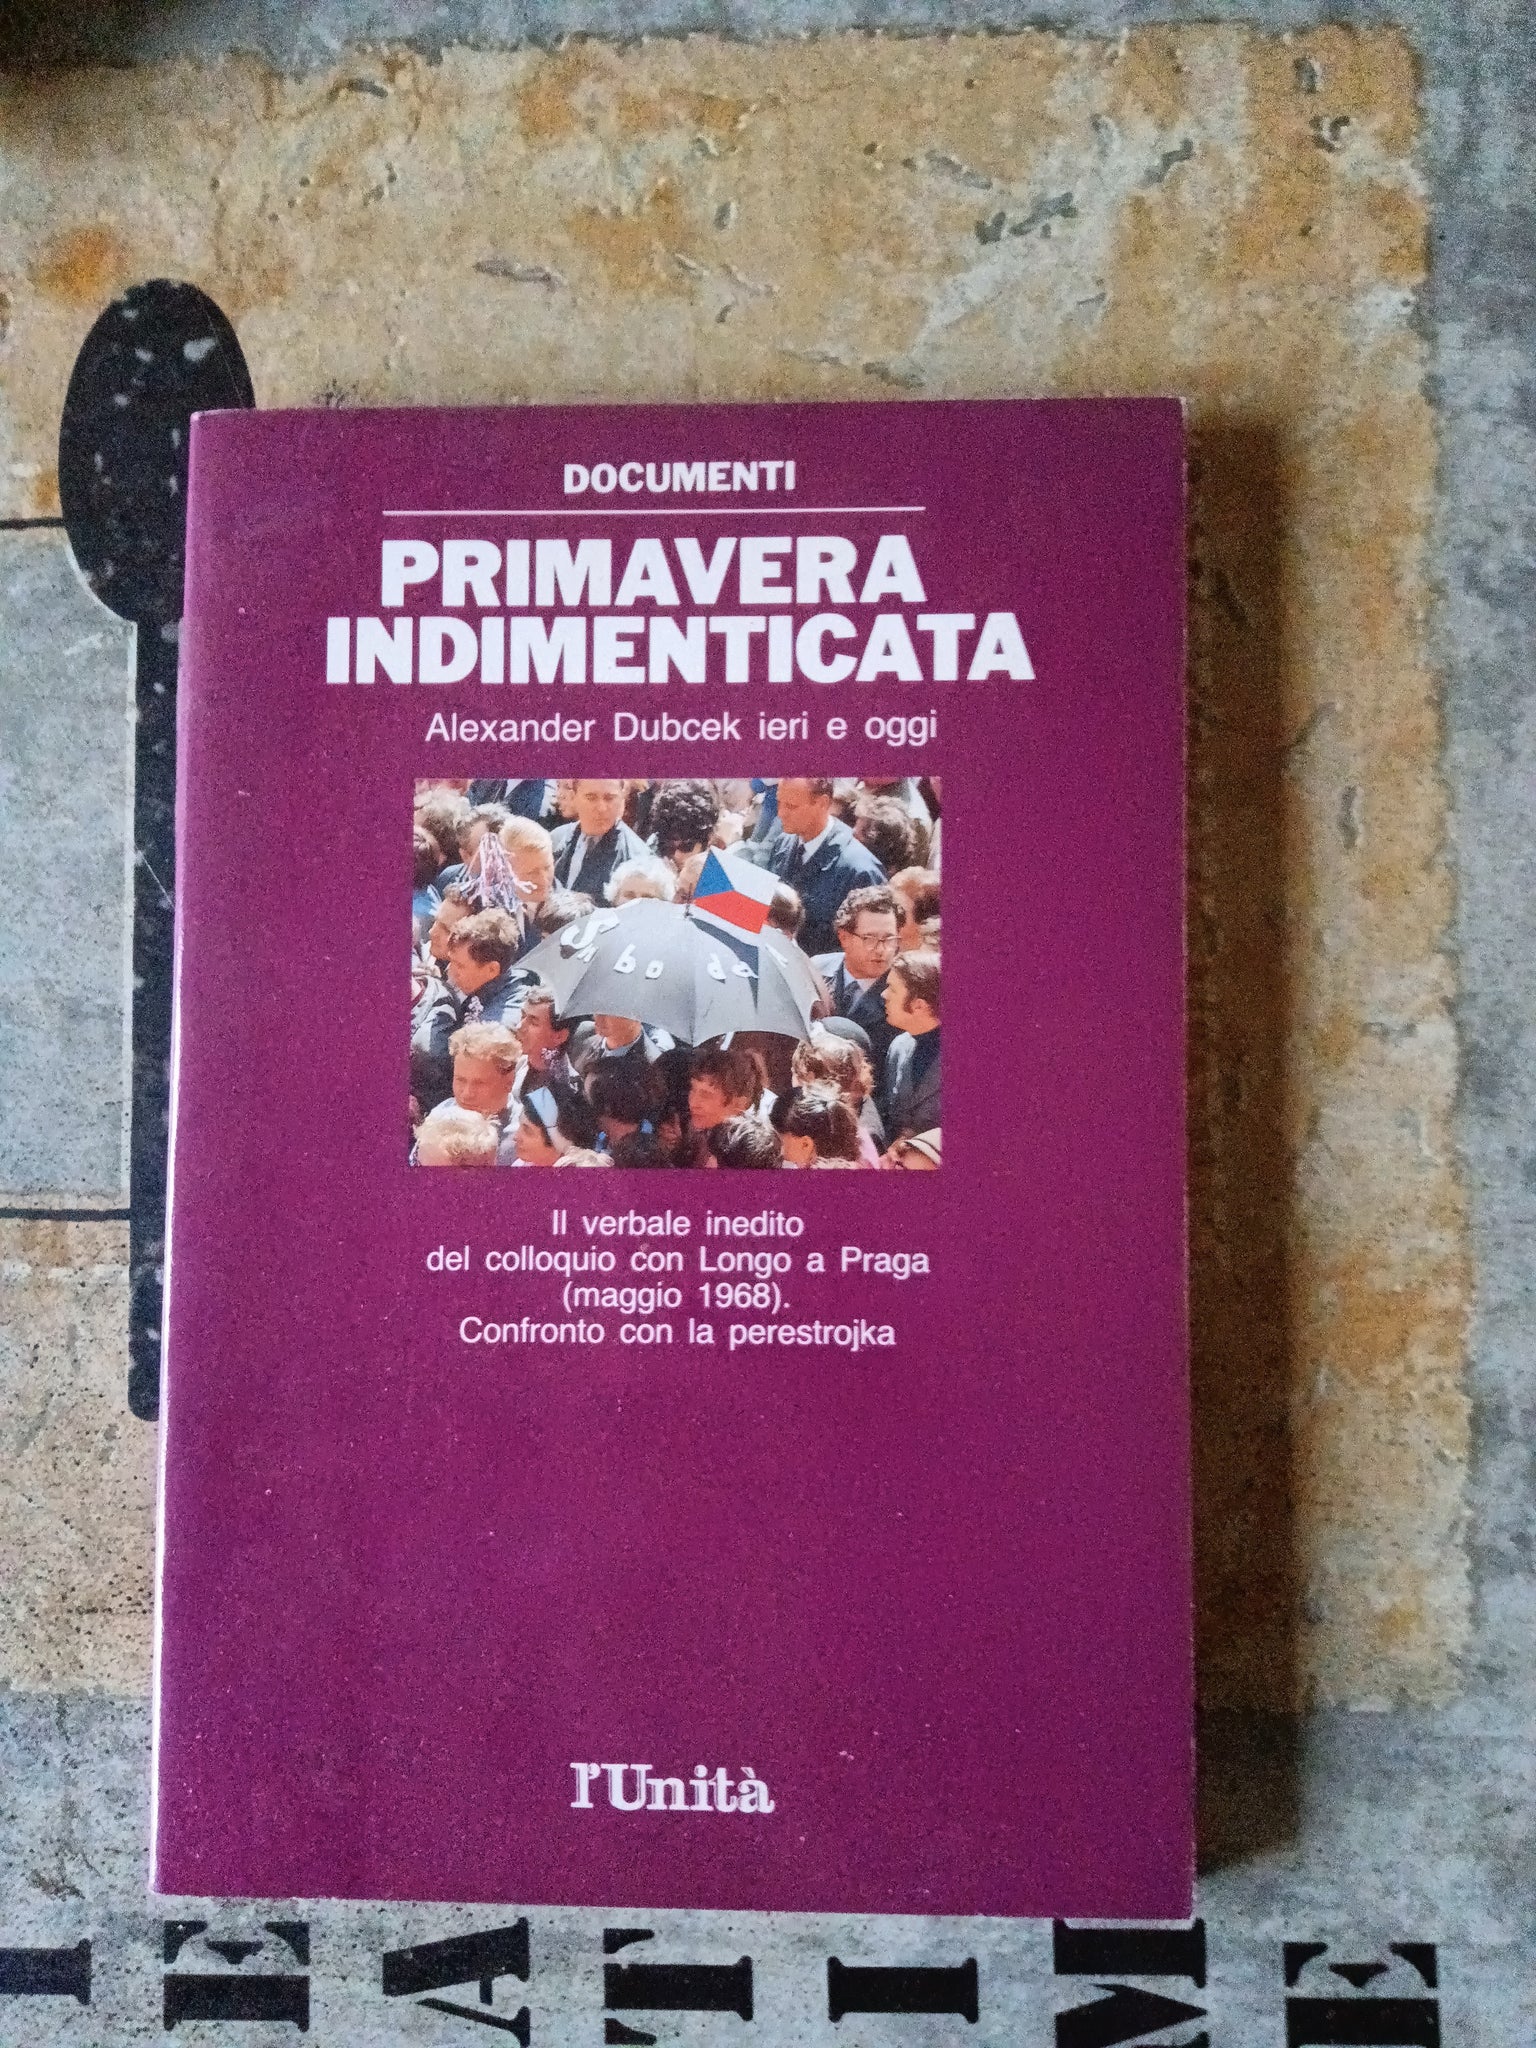 DOCUMENTI
PRIMAVERA
INDIMENTICATA
Alexander Dubcek ieri e oggi
Il verbale inedito
del colloquio con Longo a Praga
(maggio 1968).
Confronto con la perestrojka
l'Unità